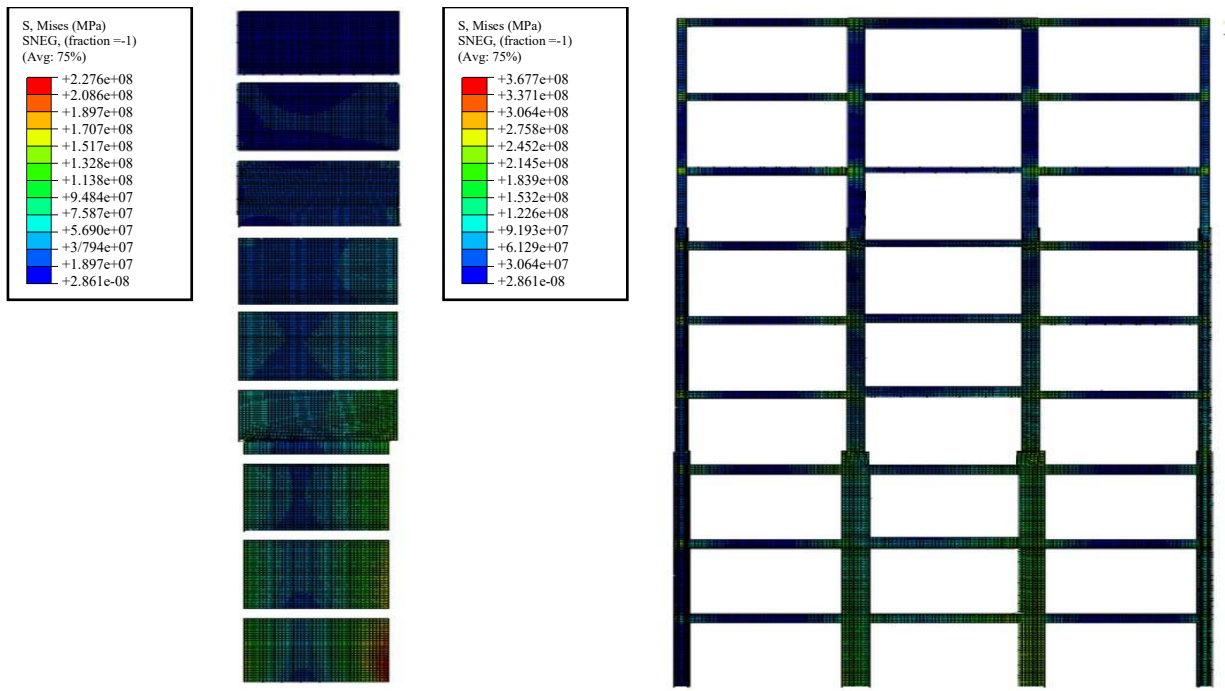 S, Mises (MPa)
SNEG, (fraction =-1)
(Avg: 75%)
+2.276e+08
+2.086e+08
+1.897e+08
+1.707e+08
+1.517e+08
+1.328e+08
+1.138e+08
+9.484e+07
+7.587e+07
+5.690e+07
+3/794e+07
+1.897e+07
+2.861e-08
S, Mises (MPa)
SNEG, (fraction =-1)
(Avg: 75%)
+3.677e+08
+3.371e+08
+3.064e+08
+2.758e+08
+2.452e+08
+2.145e+08
+1.839e+08
+1.532e+08
+1.226e+08
+9.193e+07
+6.129e+07
+3.064e+07
+2.861e-08